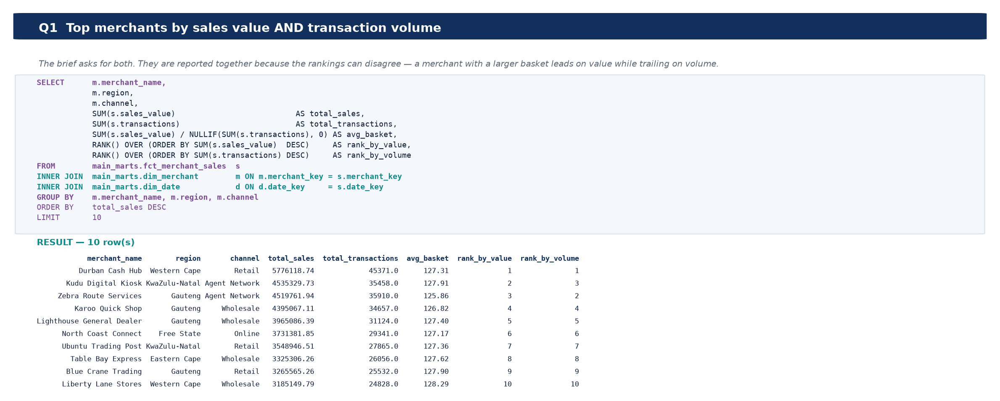 Q1  Top merchants by sales value AND transaction volume
The brief asks for both. They are reported together because the rankings can disagree — a merchant with a larger basket leads on value while trailing on volume.
SELECT      m.merchant_name,
            m.region,
            m.channel,
            SUM(s.sales_value)                          AS total_sales,
            SUM(s.transactions)                         AS total_transactions,
            SUM(s.sales_value) / NULLIF(SUM(s.transactions), 0) AS avg_basket,
            RANK() OVER (ORDER BY SUM(s.sales_value)  DESC)     AS rank_by_value,
            RANK() OVER (ORDER BY SUM(s.transactions) DESC)     AS rank_by_volume
FROM        main_marts.fct_merchant_sales  s
INNER JOIN  main_marts.dim_merchant        m ON m.merchant_key = s.merchant_key
INNER JOIN  main_marts.dim_date            d ON d.date_key     = s.date_key
GROUP BY    m.merchant_name, m.region, m.channel
ORDER BY    total_sales DESC
LIMIT       10
RESULT — 10 row(s)
merchant_name  region  channel  total_sales  total_transactions  avg_basket  rank_by_value  rank_by_volume
Durban Cash Hub  Western Cape  Retail  5776118.74  45371.0  127.31  1  1
Kudu Digital Kiosk  KwaZulu-Natal  Agent Network  4535329.73  35458.0  127.91  2  3
Zebra Route Services  Gauteng  Agent Network  4519761.94  35910.0  125.86  3  2
Karoo Quick Shop  Gauteng  Wholesale  4395067.11  34657.0  126.82  4  4
Lighthouse General Dealer  Gauteng  Wholesale  3965086.39  31124.0  127.40  5  5
North Coast Connect  Free State  Online  3731381.85  29341.0  127.17  6  6
Ubuntu Trading Post  KwaZulu-Natal  Retail  3548946.51  27865.0  127.36  7  7
Table Bay Express  Eastern Cape  Wholesale  3325306.26  26056.0  127.62  8  8
Blue Crane Trading  Gauteng  Retail  3265565.26  25532.0  127.90  9  9
Liberty Lane Stores  Western Cape  Wholesale  3185149.79  24828.0  128.29  10  10